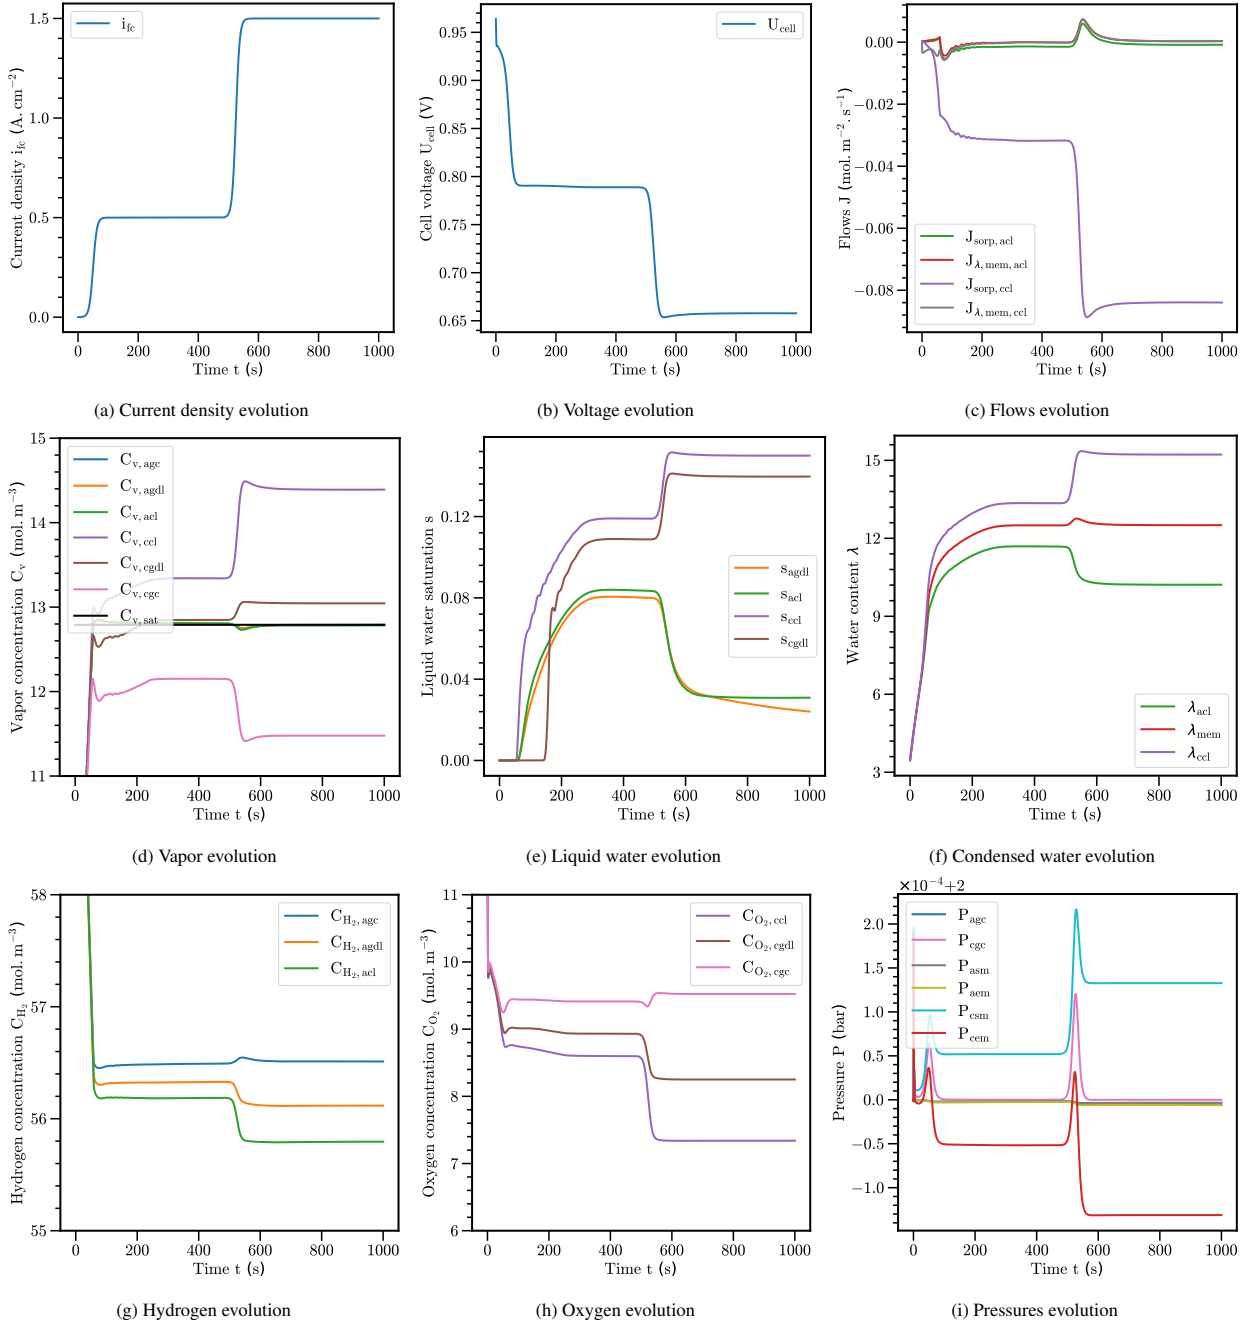 1.5
1.0
0.5
0.0
Current density i_fc (A. cm⁻²)
i_fc
0 200 400 600 800 1000
Time t (s)
(a) Current density evolution
0.95
0.90
0.85
0.80
0.75
0.70
0.65
Cell voltage U_cell (V)
U_cell
0 200 400 600 800 1000
Time t (s)
(b) Voltage evolution
0.00
−0.02
−0.04
−0.06
−0.08
Flows J (mol. m⁻². s⁻¹)
J_sorp, acl
J_λ, mem, acl
J_sorp, ccl
J_λ, mem, ccl
0 200 400 600 800 1000
Time t (s)
(c) Flows evolution
15
14
13
12
11
Vapor concentration C_v (mol. m⁻³)
C_v, agc
C_v, agdl
C_v, acl
C_v, ccl
C_v, cgdl
C_v, cgc
C_v, sat
0 200 400 600 800 1000
Time t (s)
(d) Vapor evolution
0.12
0.08
0.04
0.00
Liquid water saturation s
s_agdl
s_acl
s_ccl
s_cgdl
0 200 400 600 800 1000
Time t (s)
(e) Liquid water evolution
15
12
9
6
3
Water content λ
λ_acl
λ_mem
λ_ccl
0 200 400 600 800 1000
Time t (s)
(f) Condensed water evolution
58
57
56
55
Hydrogen concentration C_H₂ (mol. m⁻³)
C_H₂, agc
C_H₂, agdl
C_H₂, acl
0 200 400 600 800 1000
Time t (s)
(g) Hydrogen evolution
11
10
9
8
7
6
Oxygen concentration C_O₂ (mol. m⁻³)
C_O₂, ccl
C_O₂, cgdl
C_O₂, cgc
0 200 400 600 800 1000
Time t (s)
(h) Oxygen evolution
×10⁻⁴+2
2.0
1.5
1.0
0.5
0.0
−0.5
−1.0
Pressure P (bar)
P_agc
P_cgc
P_asm
P_aem
P_csm
P_cem
0 200 400 600 800 1000
Time t (s)
(i) Pressures evolution